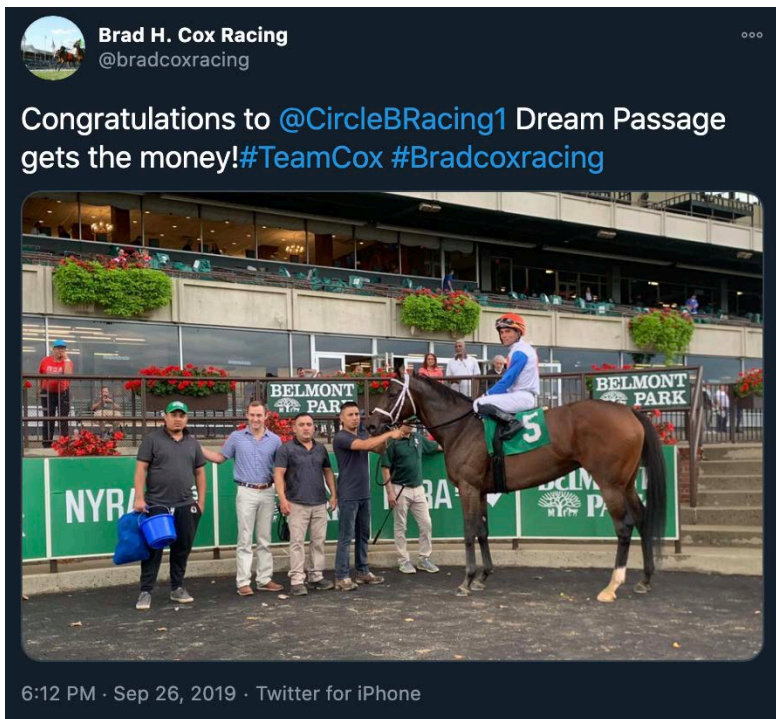 Brad H. Cox Racing
@bradcoxracing
Congratulations to @CircleBRacing1 Dream Passage
gets the money!#TeamCox #Bradcoxracing
BELMONT
PARK
BELMONT
PARK
NYRA
5
6:12 PM · Sep 26, 2019 · Twitter for iPhone